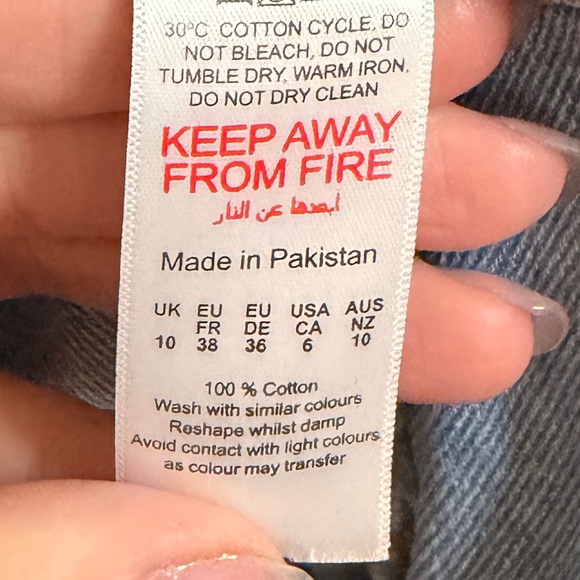 30°C COTTON CYCLE, DO
NOT BLEACH, DO NOT
TUMBLE DRY, WARM IRON,
DO NOT DRY CLEAN
KEEP AWAY
FROM FIRE
أبعدها عن النار
Made in Pakistan
UK EU EU USA AUS
FR DE CA NZ
10 38 36 6 10
100 % Cotton
Wash with similar colours
Reshape whilst damp
Avoid contact with light colours
as colour may transfer